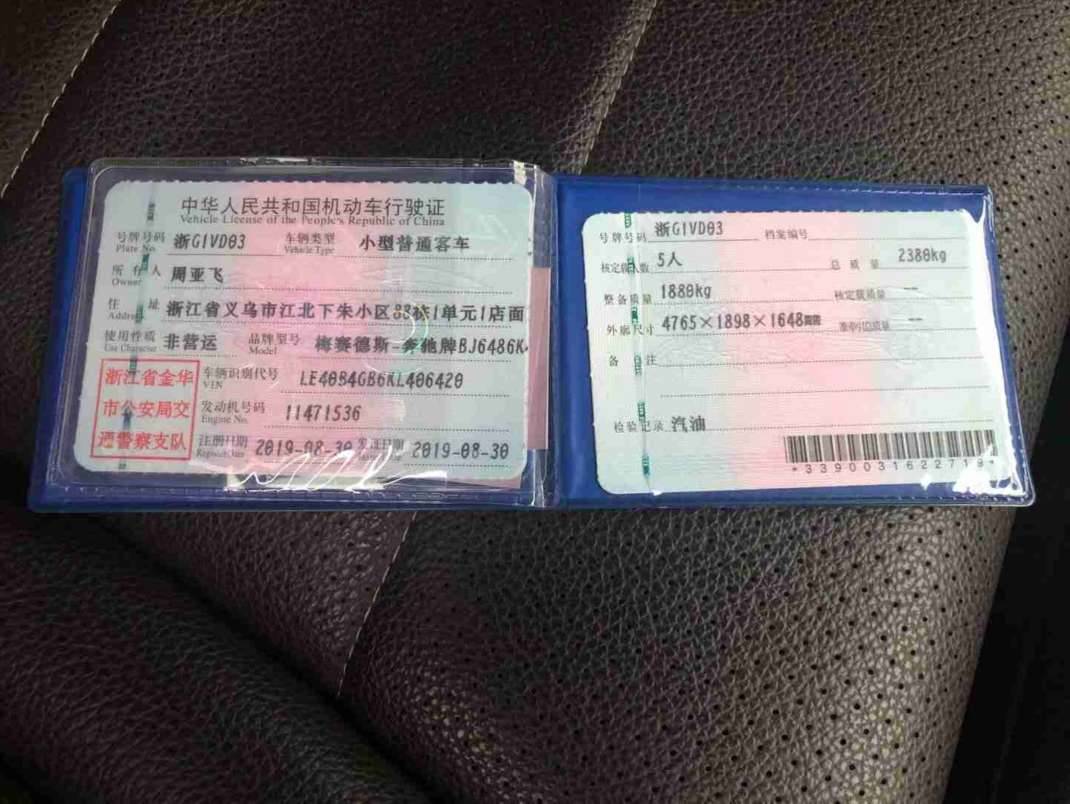 中华人民共和国机动车行驶证
Vehicle License of the People's Republic of China
号牌号码 浙G1VD03 车辆类型 小型普通客车
Plate No. Vehicle Type
所有人 周亚飞
Owner
住址 浙江省义乌市江北下朱小区88栋1单元1店面
Address
使用性质 非营运 品牌型号 梅赛德斯-奔驰牌BJ6486K
Use Character Model
浙江省金华
市公安局交
通警察支队
车辆识别代号 LE40B4GB6KL406420
VIN
发动机号码 11471536
Engine No.
注册日期 2019-08-30 发证日期 2019-08-30
Register Date
号牌号码 浙G1VD03 档案编号
核定载人数 5人 总质量 2380kg
整备质量 1880kg 核定载质量 --
外廓尺寸 4765×1898×1648 --
备注
检验记录 汽油